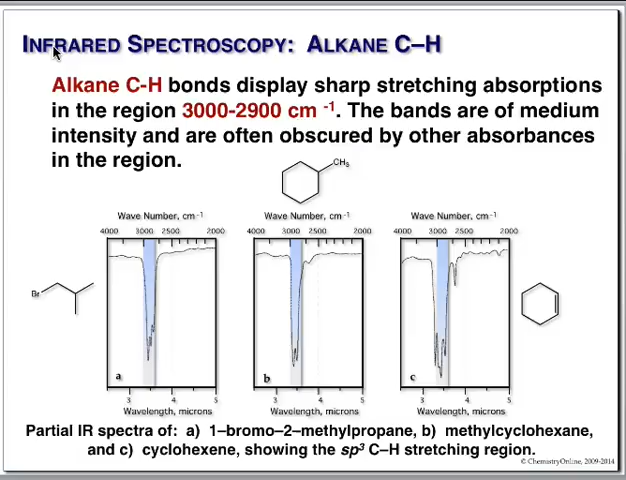 INFRARED SPECTROSCOPY: ALKANE C–H
Alkane C-H bonds display sharp stretching absorptions
in the region 3000-2900 cm -1. The bands are of medium
intensity and are often obscured by other absorbances
in the region.
CH3
Wave Number, cm -1
4000 3000 2500 2000
Wave Number, cm -1
4000 3000 2500 2000
Wave Number, cm -1
4000 3000 2500 2000
Br
a
b
c
3. 4 5
Wavelength, microns
3. 4 5
Wavelength, microns
3. 4 5
Wavelength, microns
Partial IR spectra of: a) 1–bromo–2–methylpropane, b) methylcyclohexane,
and c) cyclohexene, showing the sp3 C–H stretching region.
© ChemistryOnline, 2009-2014